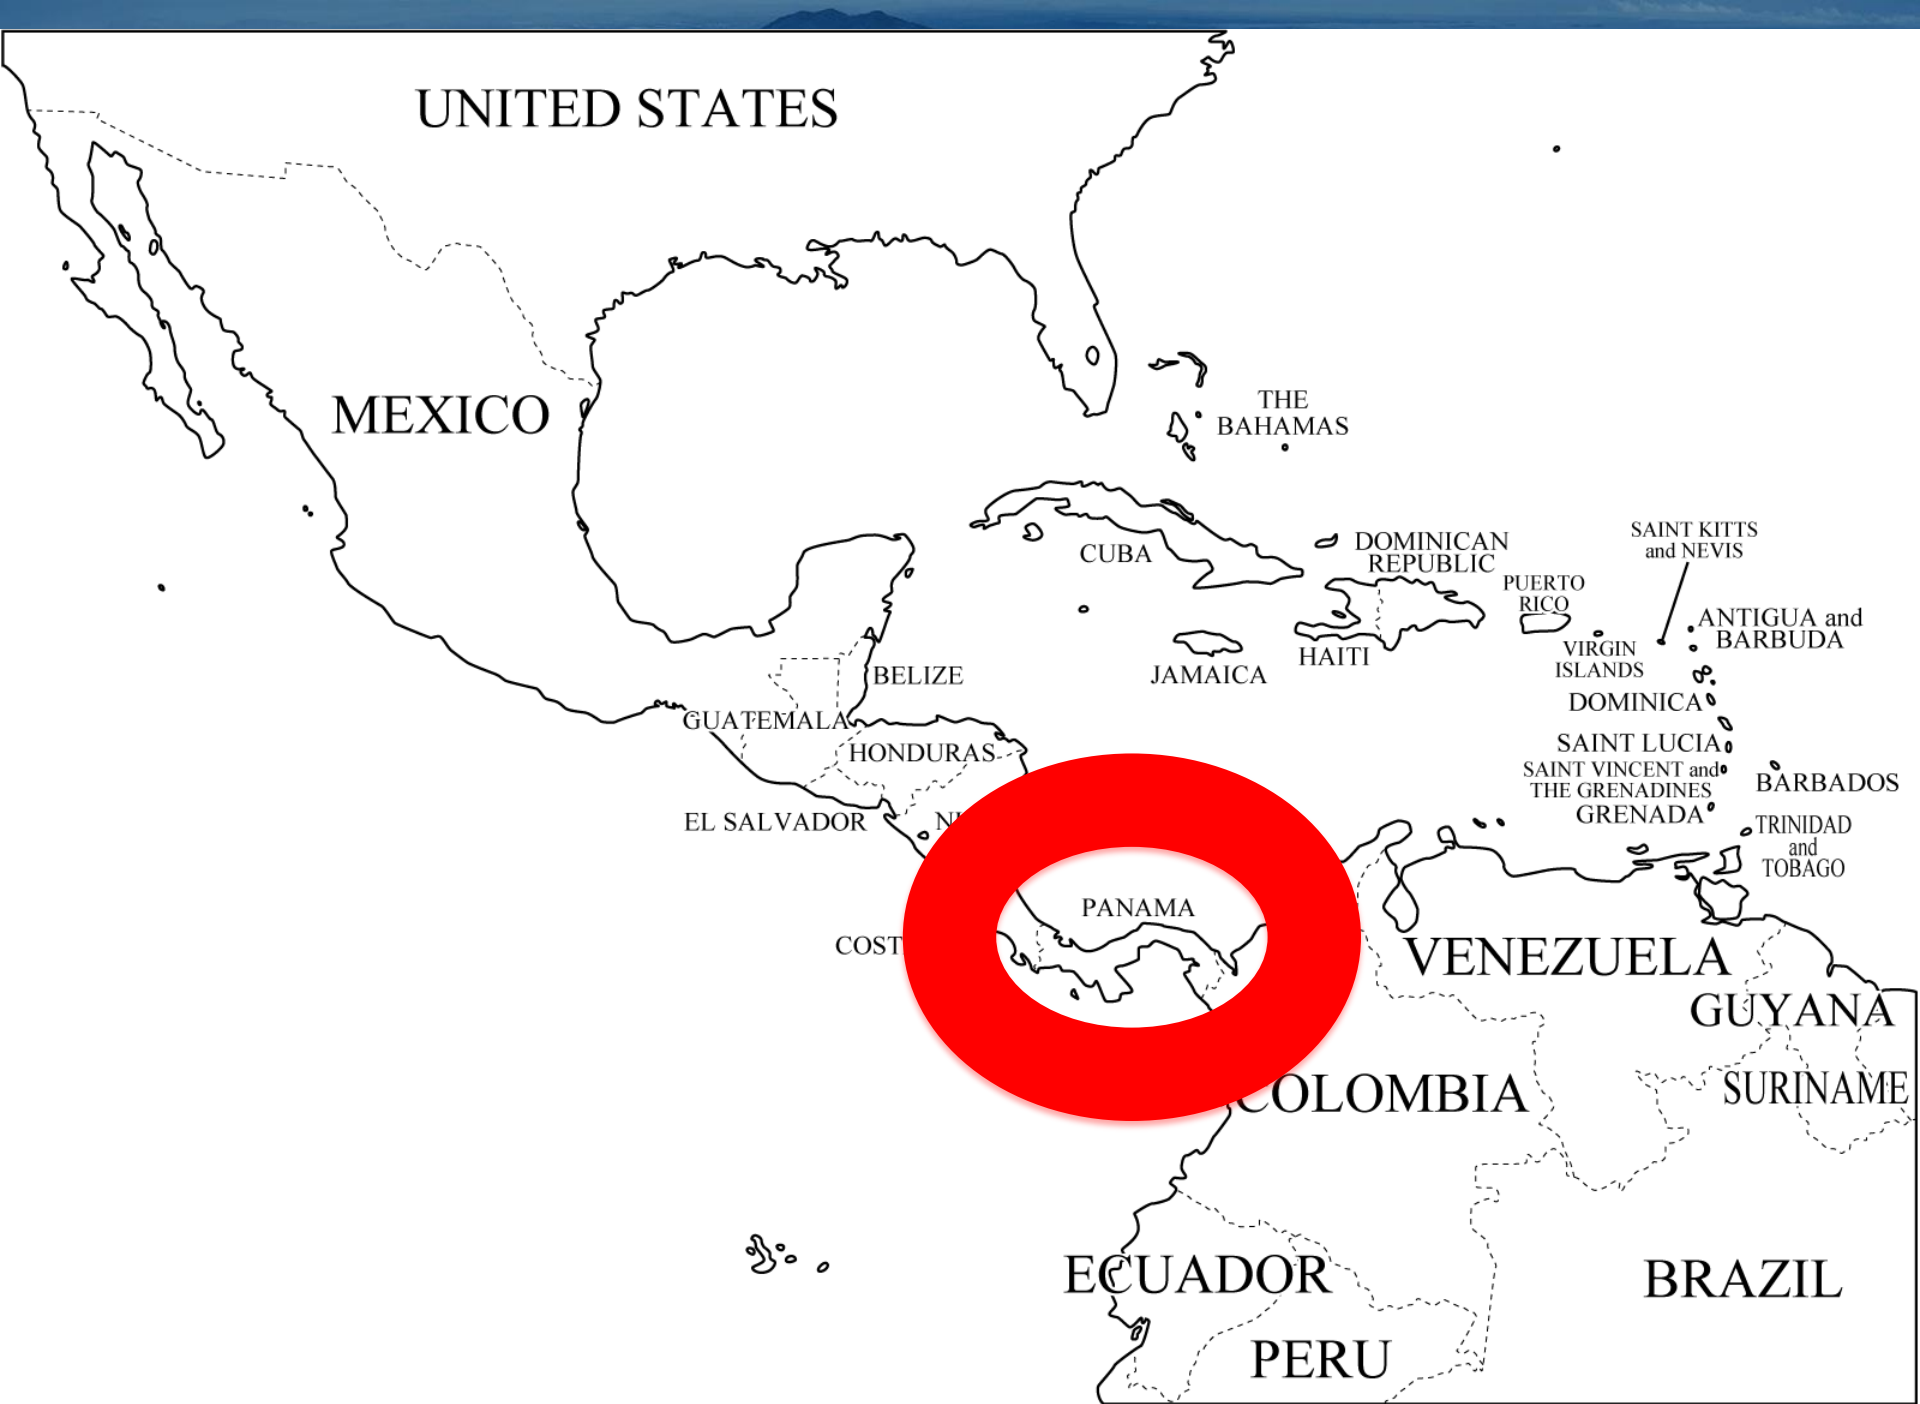 UNITED STATES
MEXICO
THE
BAHAMAS
CUBA
DOMINICAN
REPUBLIC
SAINT KITTS
and NEVIS
PUERTO
RICO
ANTIGUA and
BARBUDA
VIRGIN
ISLANDS
HAITI
JAMAICA
BELIZE
DOMINICA
GUATEMALA
HONDURAS
SAINT LUCIA
SAINT VINCENT and
THE GRENADINES
BARBADOS
GRENADA
EL SALVADOR
TRINIDAD
and
TOBAGO
PANAMA
COST
VENEZUELA
GUYANA
SURINAME
OLOMBIA
ECUADOR
BRAZIL
PERU